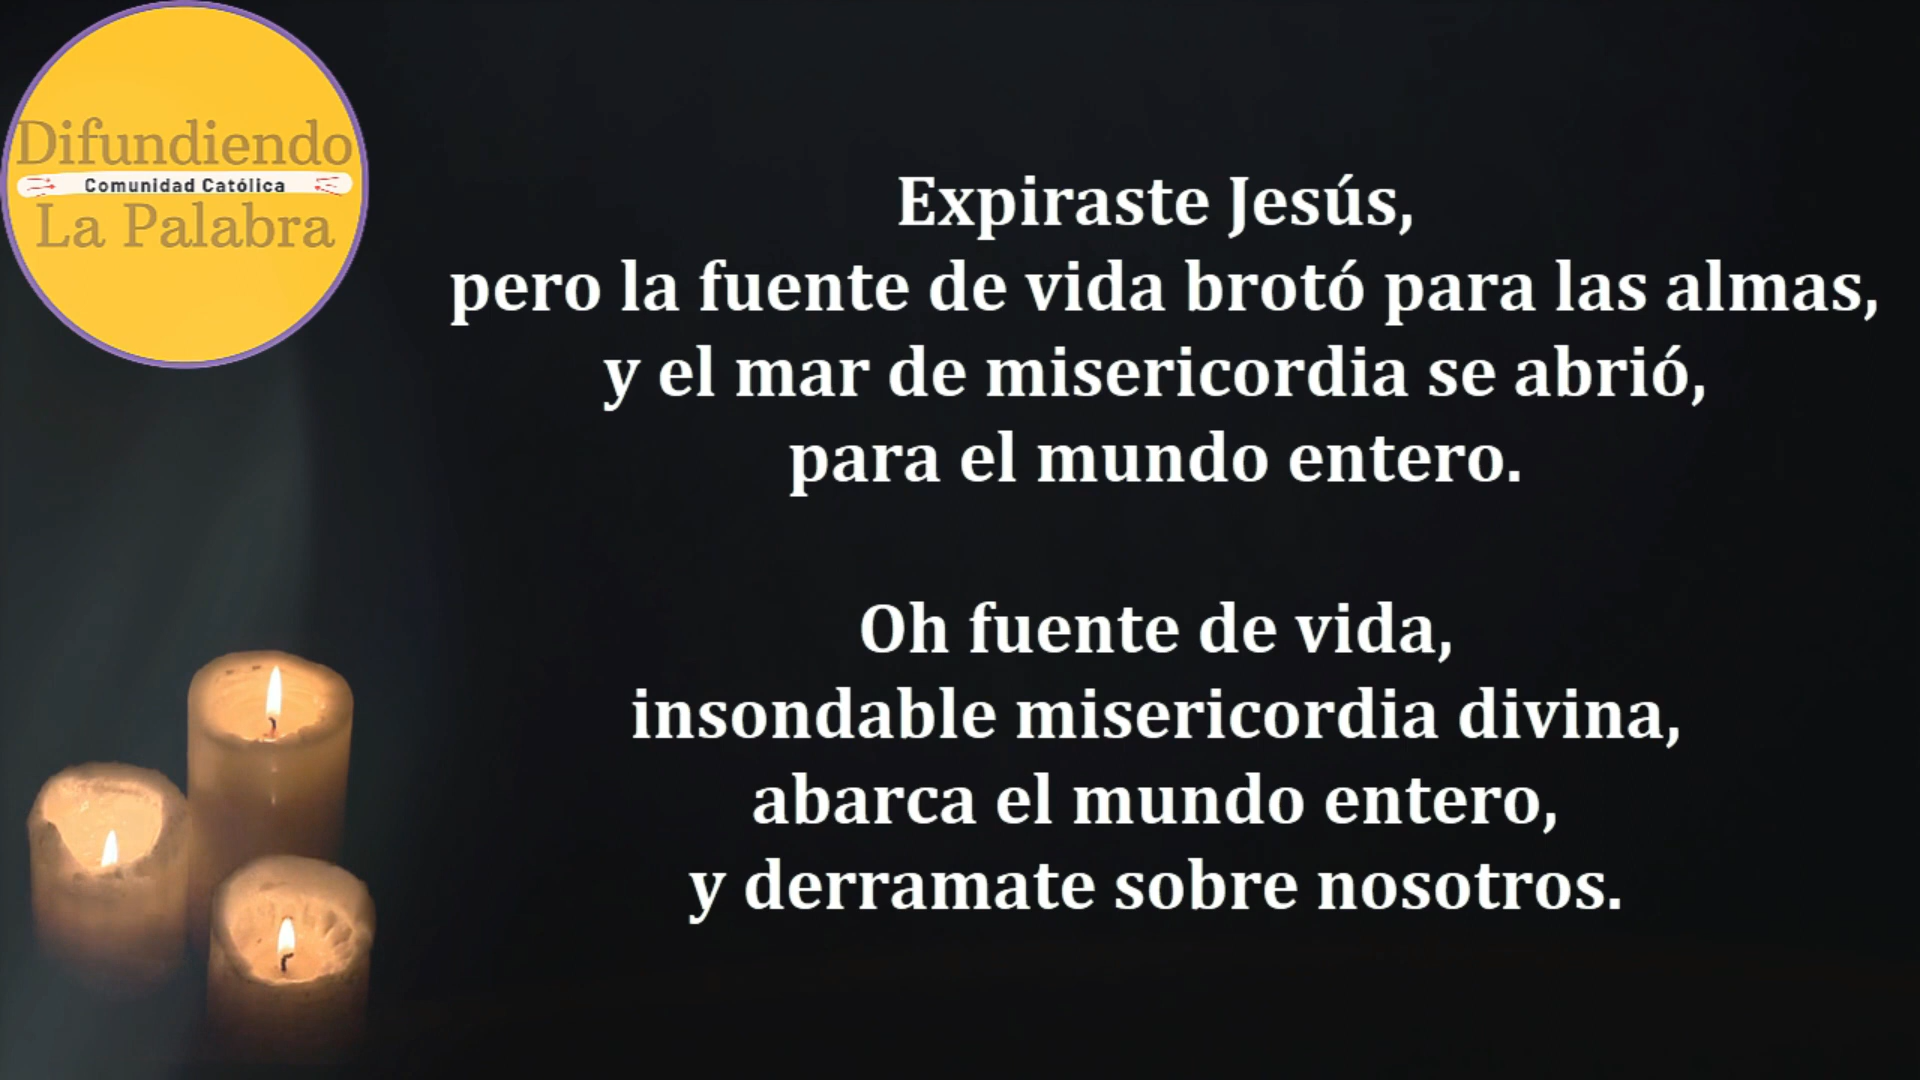 Difundiendo
Comunidad Católica
La Palabra
Expiraste Jesús,
pero la fuente de vida brotó para las almas,
y el mar de misericordia se abrió,
para el mundo entero.
Oh fuente de vida,
insondable misericordia divina,
abarca el mundo entero,
y derramate sobre nosotros.